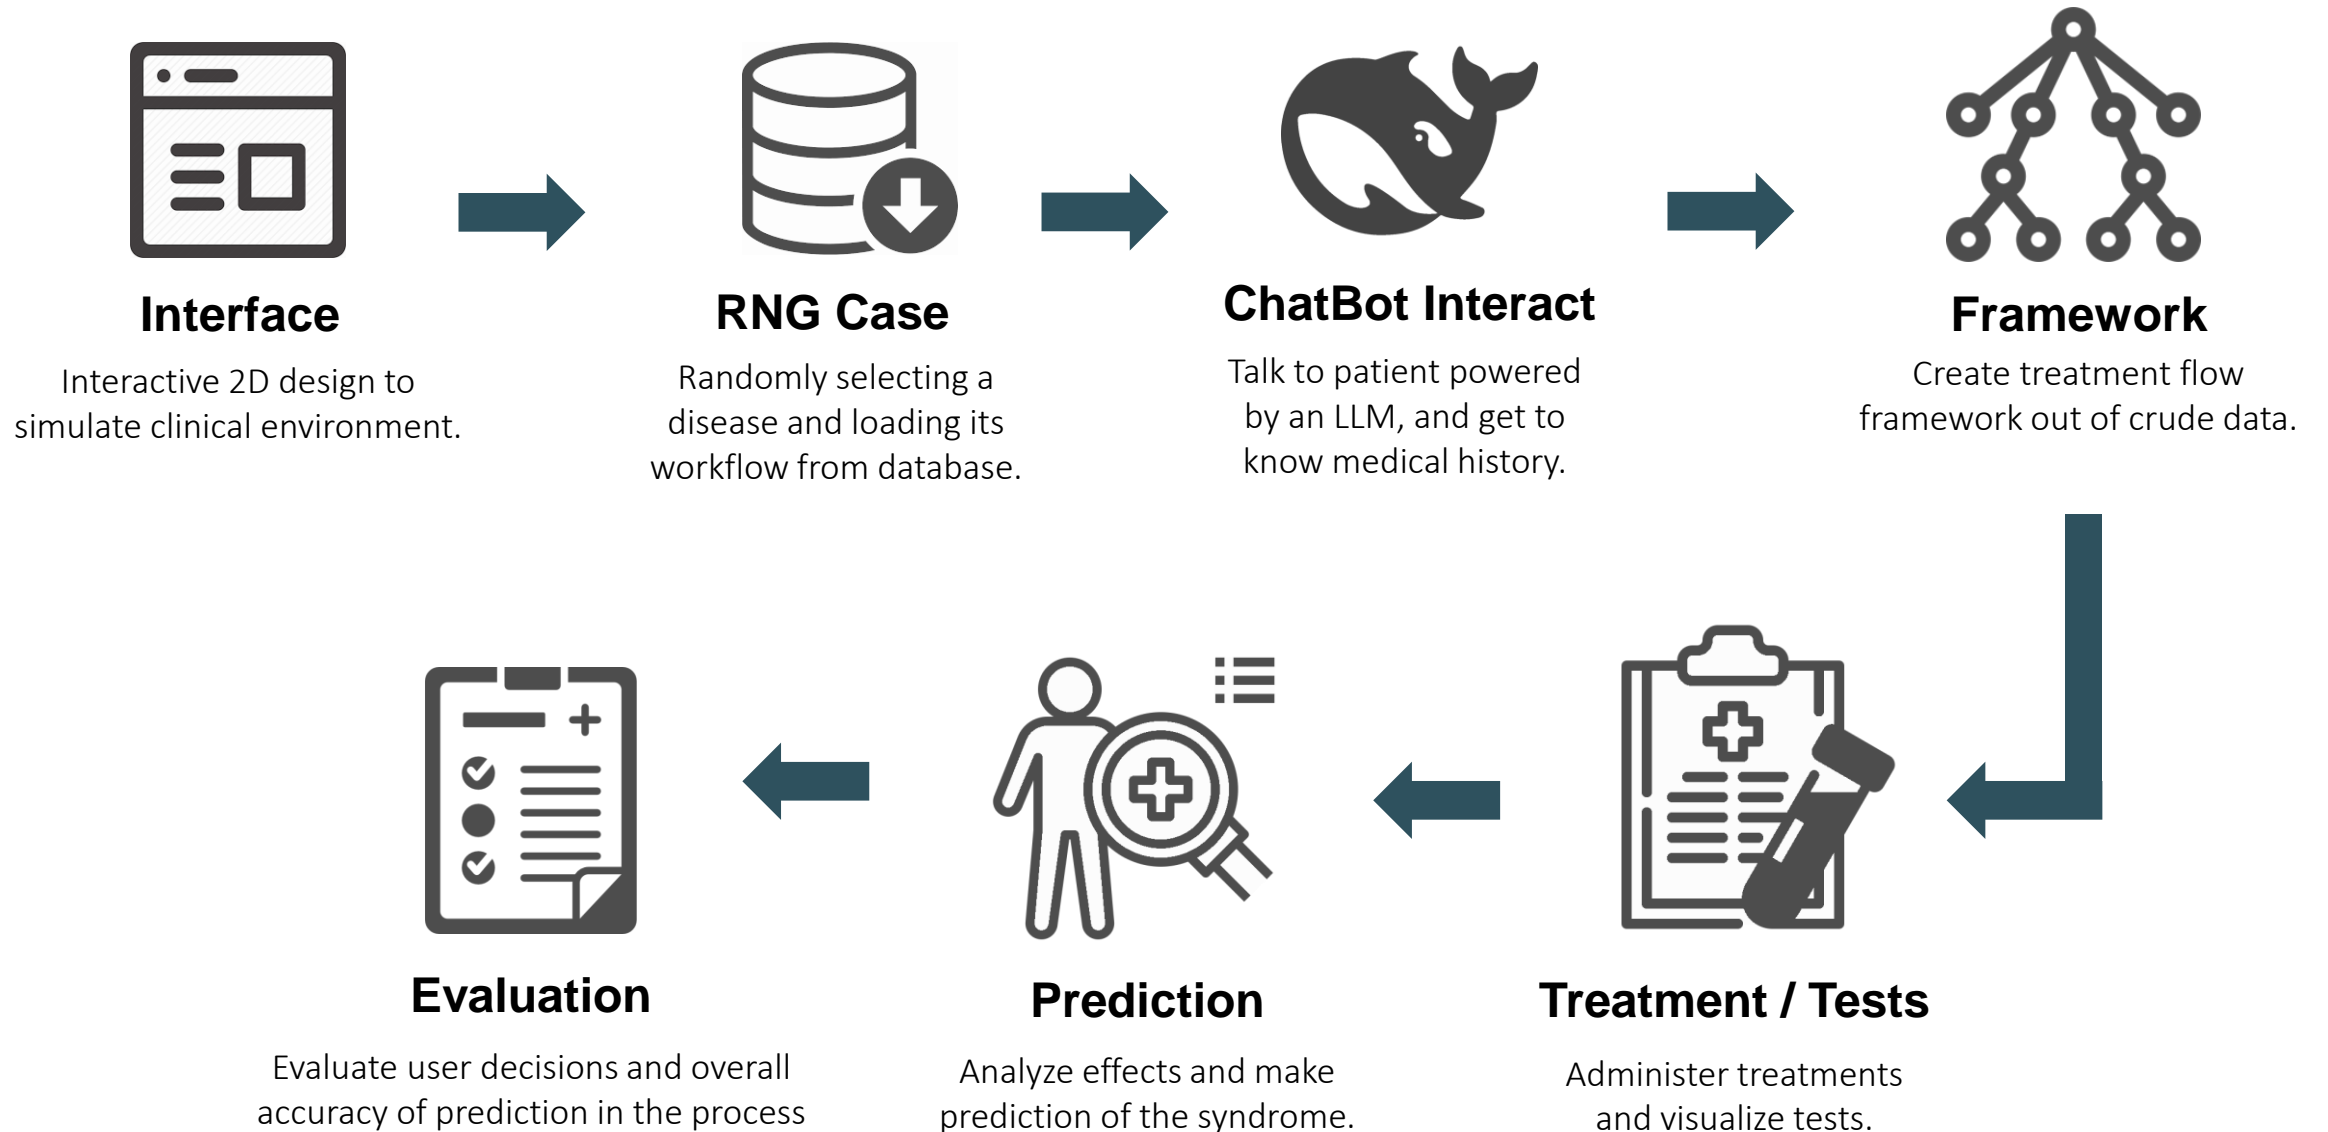 Interface
Interactive 2D design to
simulate clinical environment.
RNG Case
Randomly selecting a
disease and loading its
workflow from database.
ChatBot Interact
Talk to patient powered
by an LLM, and get to
know medical history.
Framework
Create treatment flow
framework out of crude data.
Treatment / Tests
Administer treatments
and visualize tests.
Prediction
Analyze effects and make
prediction of the syndrome.
Evaluation
Evaluate user decisions and overall
accuracy of prediction in the process